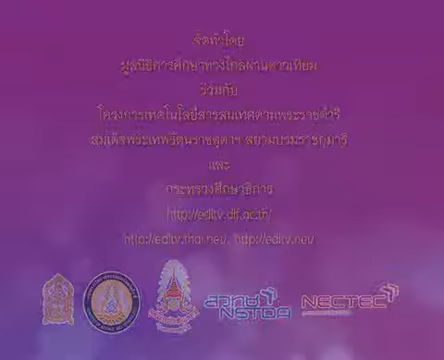 จัดทำโดย
มูลนิธิการศึกษาทางไกลผ่านดาวเทียม
ร่วมกับ
โครงการเทคโนโลยีสารสนเทศตามพระราชดำริ
สมเด็จพระเทพรัตนราชสุดาฯ สยามบรมราชกุมารี
และ
กระทรวงศึกษาธิการ
http://edltv.dlf.ac.th/
http://edltv.thai.net, http://edltv.net/
สวทช
NSTDA
NECTEC